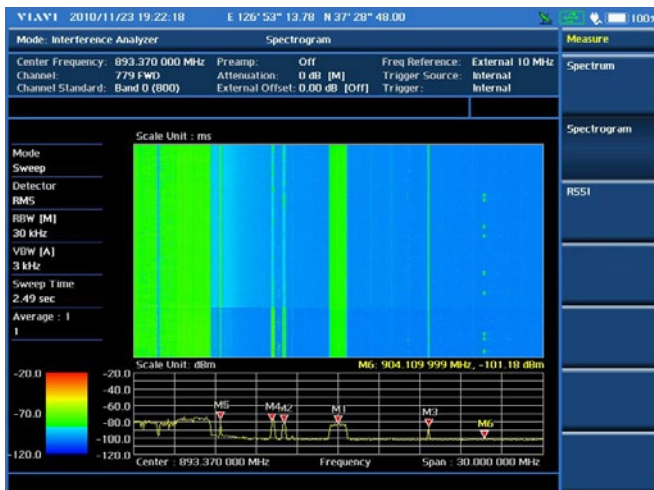 VIAVI 2010/11/23 19:22:18 E 126° 53" 13.78 N 37' 28" 48.00 100%
Mode: Interference Analyzer Spectrogram Measure
Center Frequency: 893.370 000 MHz Preamp: Off Freq Reference: External 10 MHz
Channel: 779 FWD Attenuation: 0 dB [M] Trigger Source: Internal
Channel Standard: Band 0 (800) External Offset: 0.00 dB [Off] Trigger: Internal
Spectrum
Spectrogram
RSSI
Scale Unit : ms
Mode
Sweep
Detector
RMS
RBW [M]
30 kHz
VBW [A]
3 kHz
Sweep Time
2.49 sec
Average : 1
1
Scale Unit: dBm M6: 904.109 999 MHz, -101.18 dBm
-20.0 -20.0
-40.0
-60.0
-70.0 -80.0
-100.0
-120.0 -120.0
M5 M4 M2 M1 M3 M6
Center : 893.370 000 MHz Frequency Span : 30.000 000 MHz